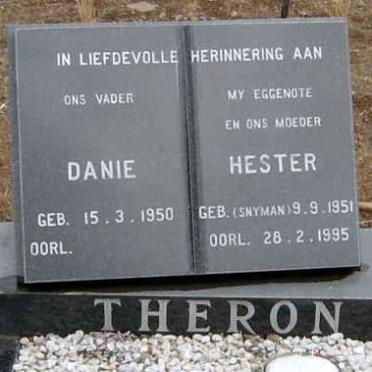 IN LIEFDEVOLLE HERINNERING AAN
ONS VADER
DANIE
GEB. 15.3.1950
OORL.
MY EGGENOTE
EN ONS MOEDER
HESTER
GEB. (SNYMAN) 9.9.1951
OORL. 28.2.1995
THERON